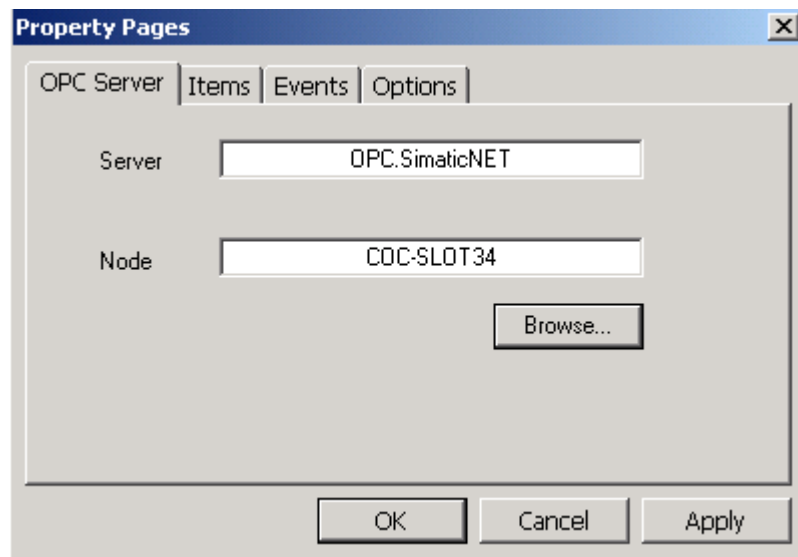 Property Pages
OPC Server Items Events Options
Server OPC.SimaticNET
Node COC-SLOT34
Browse...
OK Cancel Apply